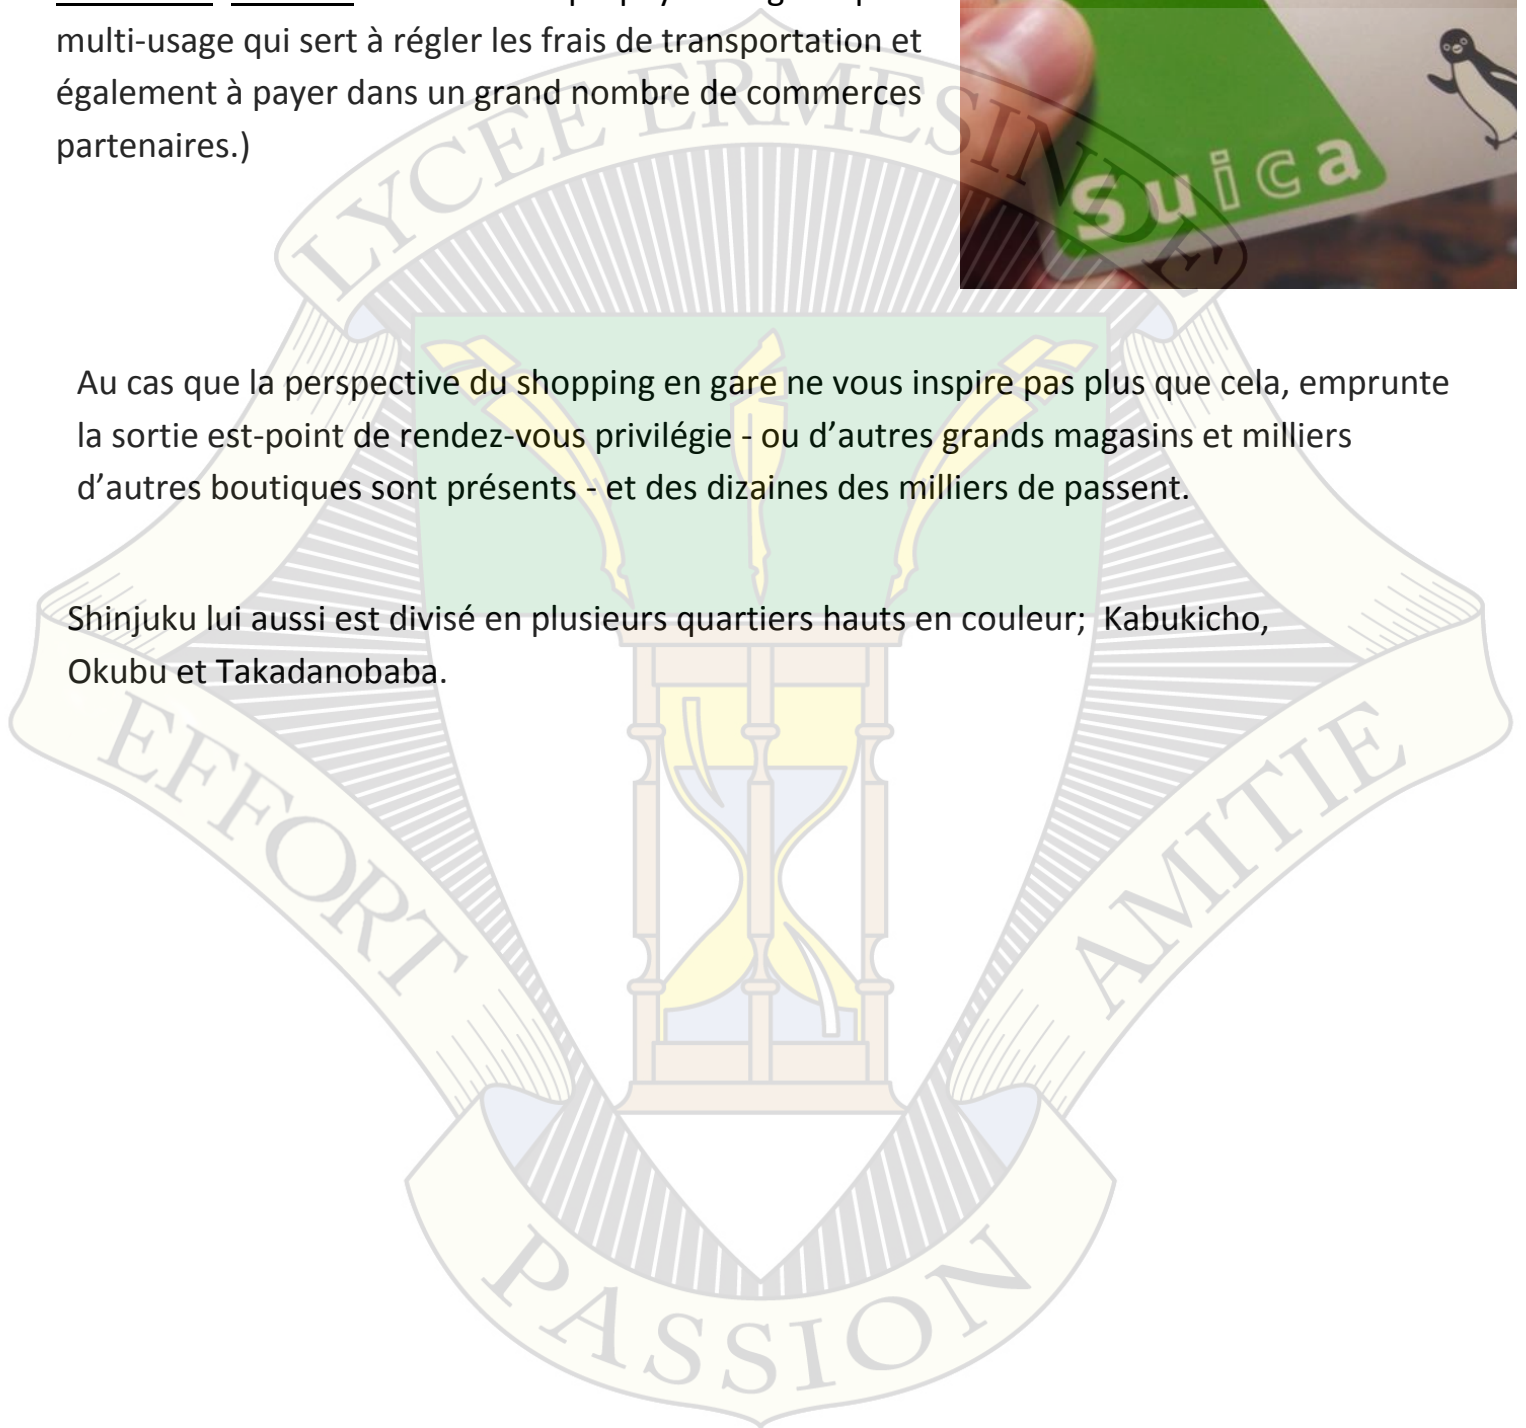 multi-usage qui sert à régler les frais de transportation et
également à payer dans un grand nombre de commerces
partenaires.)
Suica
LYCEE ERMESINDE
Au cas que la perspective du shopping en gare ne vous inspire pas plus que cela, emprunte
la sortie est-point de rendez-vous privilégie - ou d’autres grands magasins et milliers
d’autres boutiques sont présents - et des dizaines des milliers de passent.
Shinjuku lui aussi est divisé en plusieurs quartiers hauts en couleur; Kabukicho,
Okubu et Takadanobaba.
EFFORT
AMITIE
PASSION